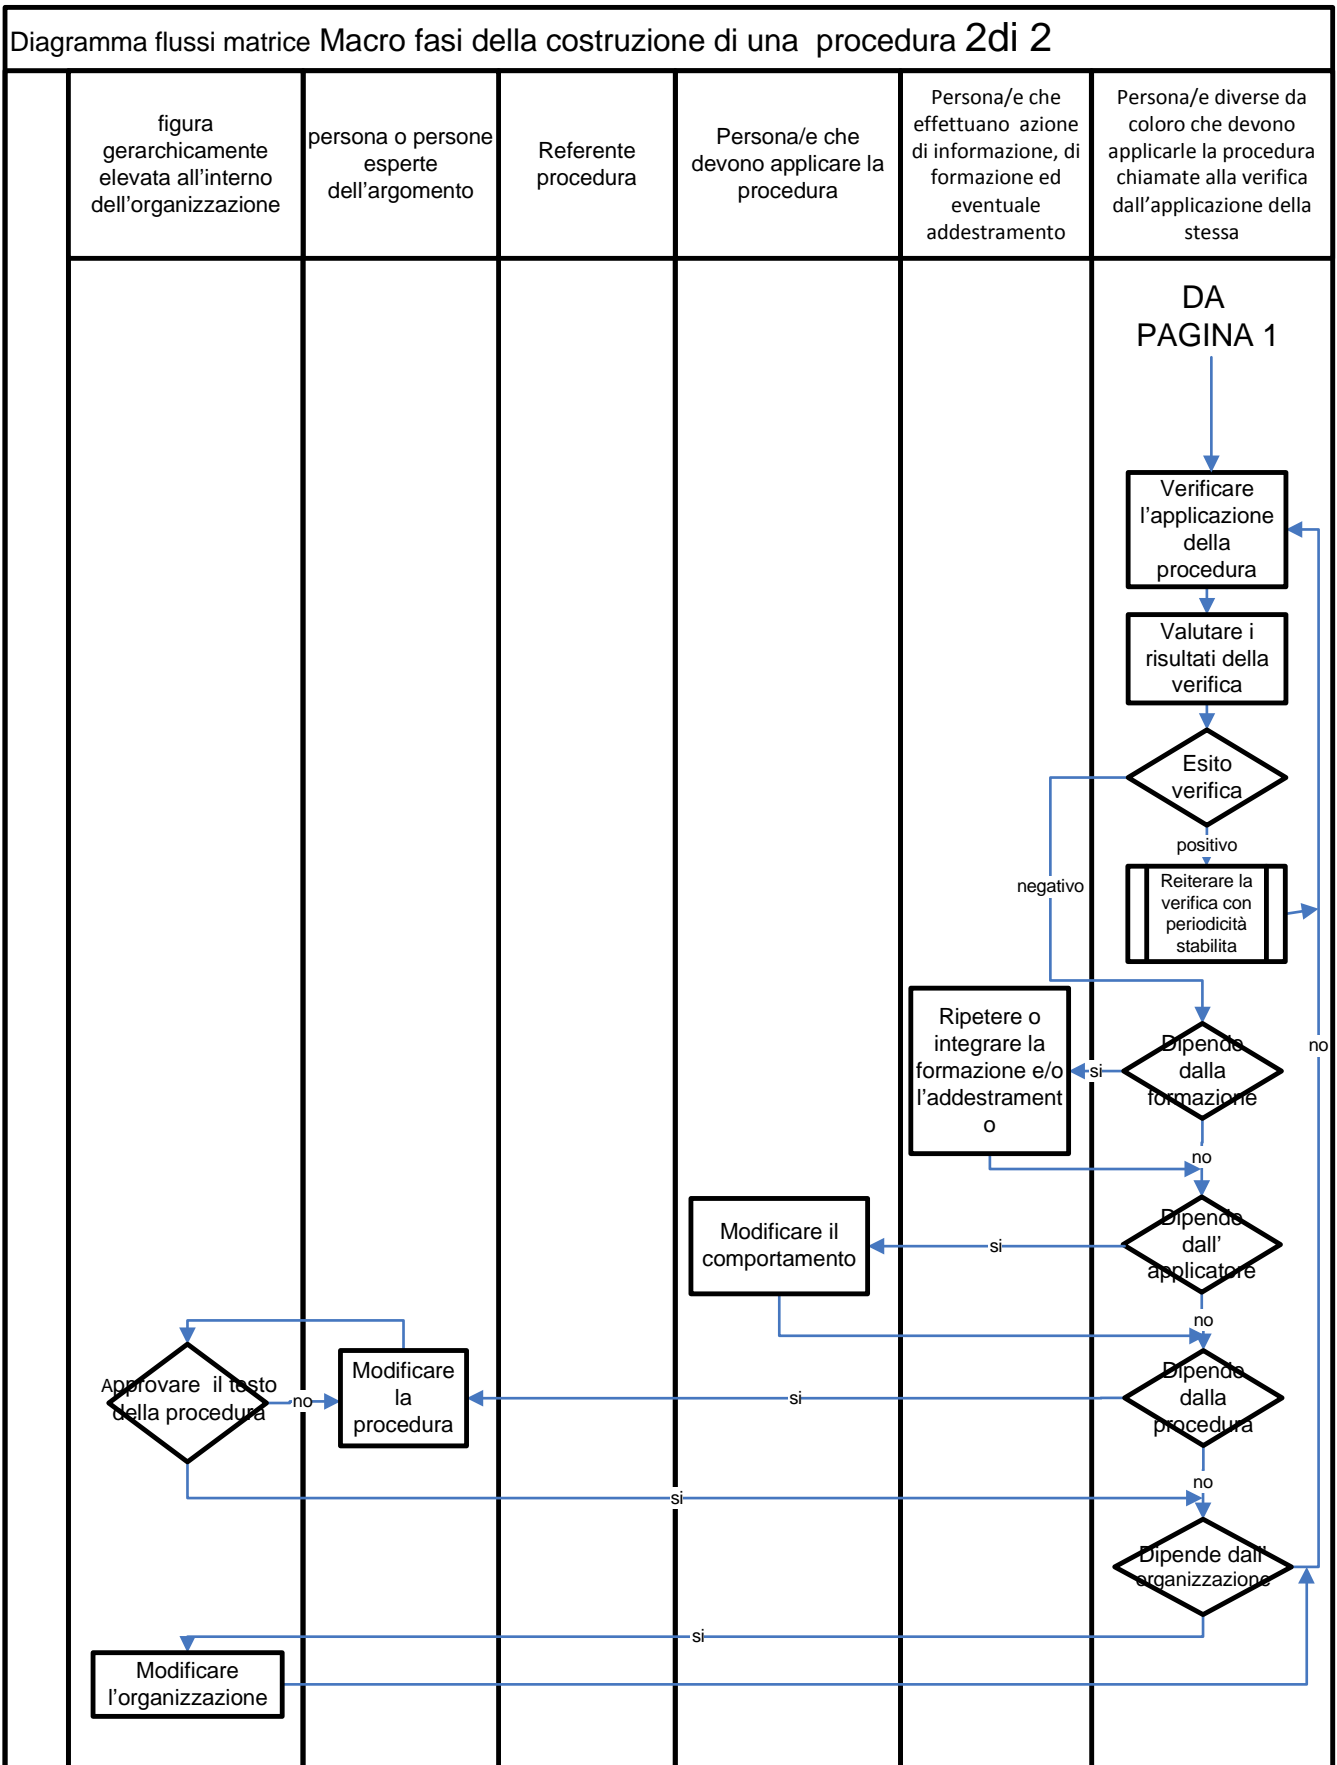 Diagramma flussi matrice Macro fasi della costruzione di una  procedura 2di 2
figura
gerarchicamente
elevata all'interno
dell'organizzazione
persona o persone
esperte
dell'argomento
Referente
procedura
Persona/e che
devono applicare la
procedura
Persona/e che
effettuano  azione
di informazione, di
formazione ed
eventuale
addestramento
Persona/e diverse da
coloro che devono
applicarle la procedura
chiamate alla verifica
dall'applicazione della
stessa
DA
PAGINA 1
Verificare
l'applicazione
della
procedura
Valutare i
risultati della
verifica
Esito
verifica
positivo
negativo
Reiterare la
verifica con
periodicità
stabilita
Ripetere o
integrare la
formazione e/o
l'addestrament
o
si
Dipende
dalla
formazione
no
no
Modificare il
comportamento
si
Dipende
dall'
applicatore
no
Approvare  il testo
della procedura
no
Modificare
la
procedura
si
Dipende
dalla
procedura
si
no
Dipende dall'
organizzazione
si
Modificare
l'organizzazione